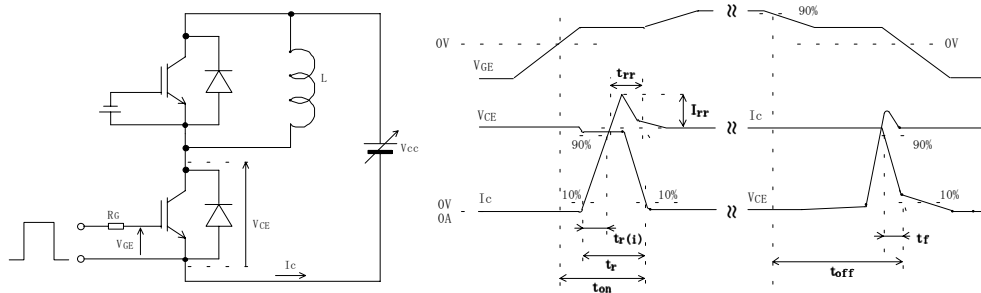 L
Vcc
RG
VGE
VCE
Ic
0V
90%
0V
VGE
trr
Irr
VCE
Ic
90%
90%
Ic
10%
10%
VCE
10%
0V
0A
tr(i)
tf
tr
toff
ton